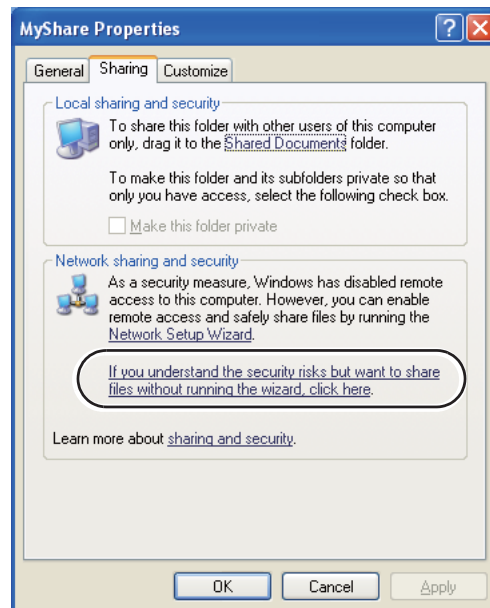 MyShare Properties
General Sharing Customize
Local sharing and security
To share this folder with other users of this computer
only, drag it to the Shared Documents folder.
To make this folder and its subfolders private so that
only you have access, select the following check box.
Make this folder private
Network sharing and security
As a security measure, Windows has disabled remote
access to this computer. However, you can enable
remote access and safely share files by running the
Network Setup Wizard.
If you understand the security risks but want to share
files without running the wizard, click here.
Learn more about sharing and security.
OK Cancel Apply